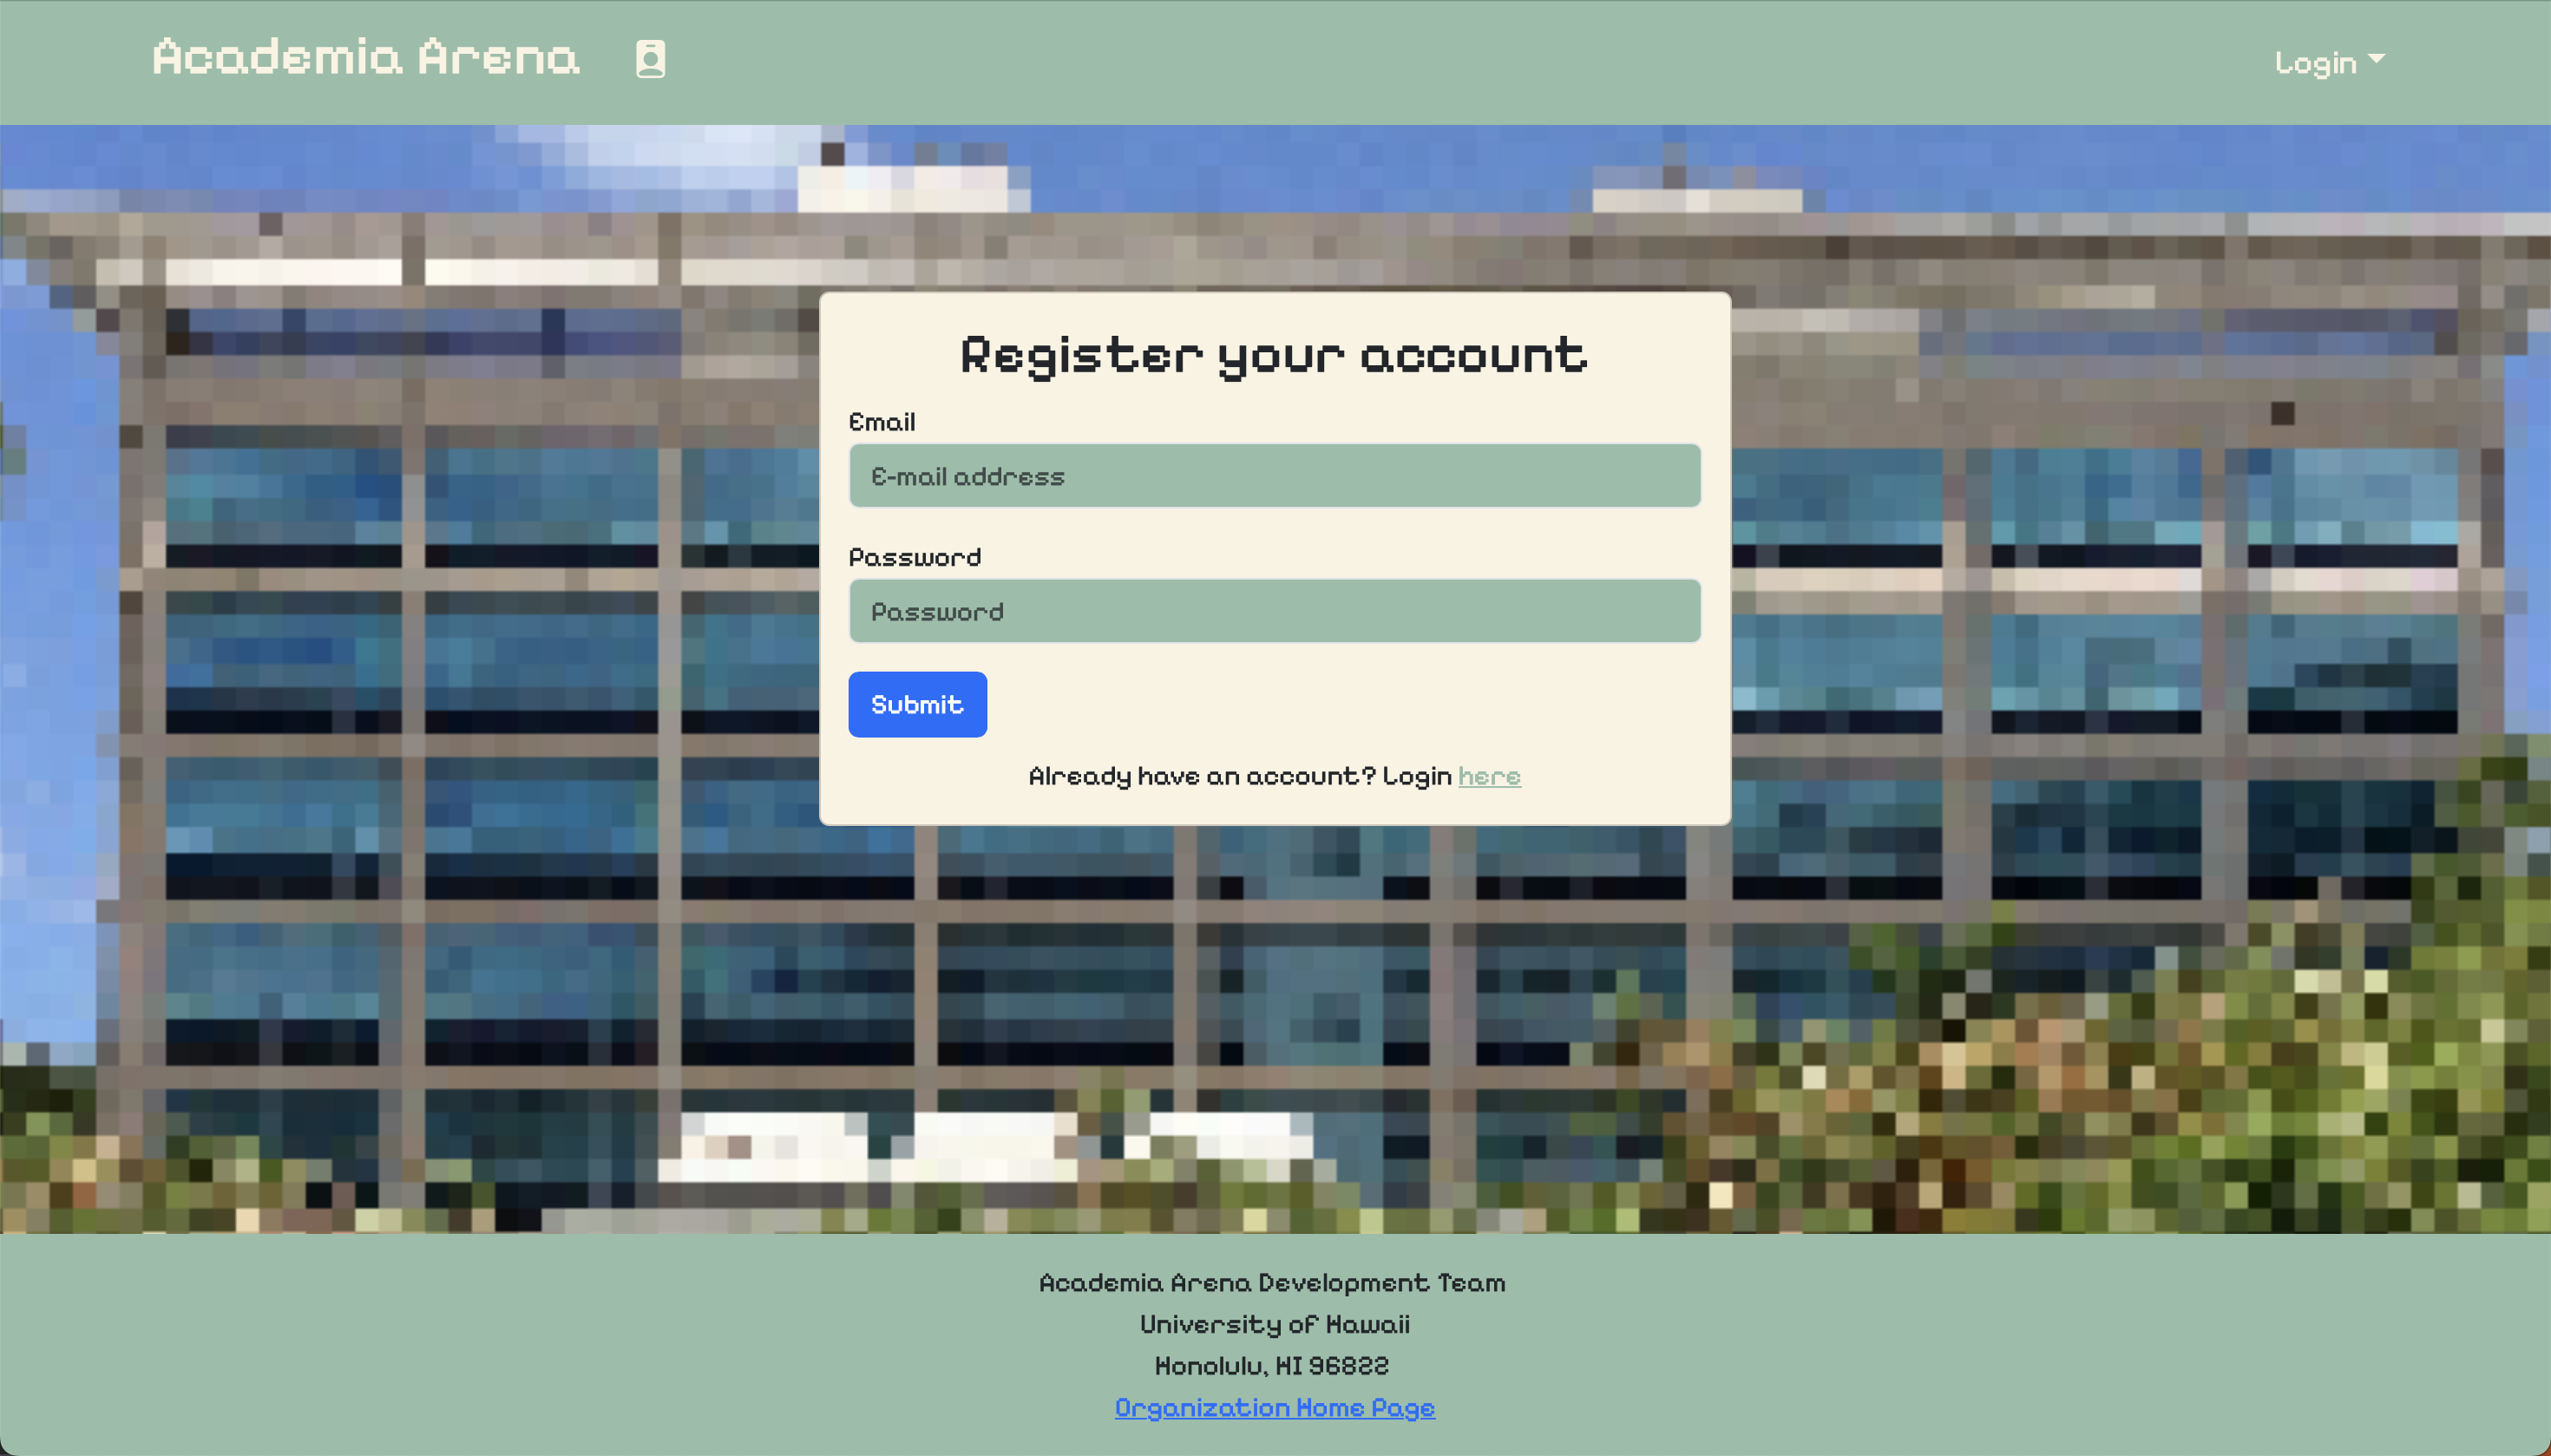 Academia Arena
Login
Register your account
Email
E-mail address
Password
Password
Submit
Already have an account? Login here
Academia Arena Development Team
University of Hawaii
Honolulu, HI 96822
Organization Home Page